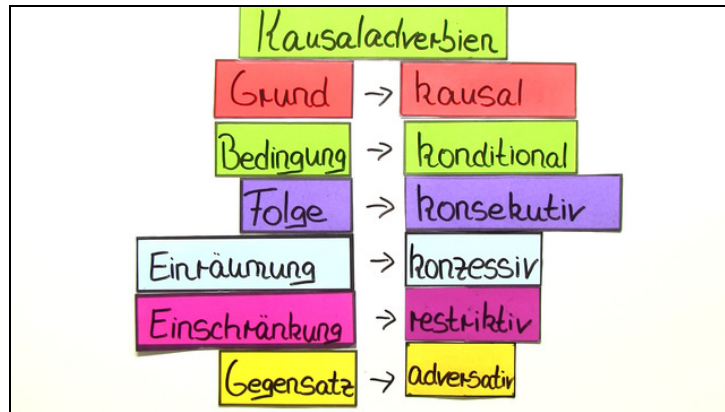 Kausaladverbien
Grund → kausal
Bedingung → konditional
Folge → konsekutiv
Einräumung → konzessiv
Einschränkung → restriktiv
Gegensatz → adversativ